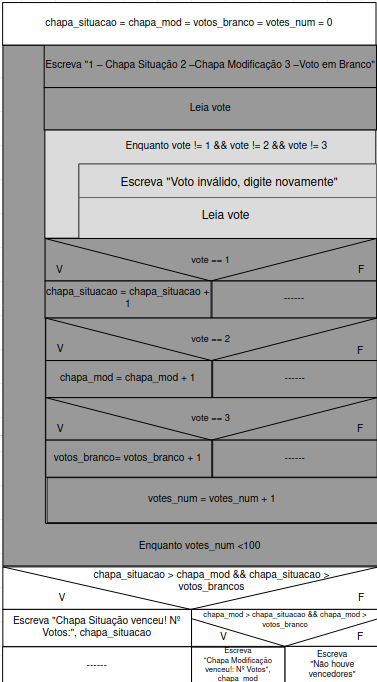 chapa_situacao = chapa_mod = votos_branco = votes_num = 0
Escreva "1 – Chapa Situação 2 –Chapa Modificação 3 –Voto em Branco"
Leia vote
Enquanto vote != 1 && vote != 2 && vote != 3
Escreva "Voto inválido, digite novamente"
Leia vote
vote == 1
V F
chapa_situacao = chapa_situacao +
1
------
vote == 2
V F
chapa_mod = chapa_mod + 1
------
vote == 3
V F
votos_branco= votos_branco + 1
------
votes_num = votes_num + 1
Enquanto votes_num <100
chapa_situacao > chapa_mod && chapa_situacao >
votos_brancos
V F
Escreva "Chapa Situação venceu! Nº
Votos:", chapa_situacao
chapa_mod > chapa_situacao && chapa_mod >
votos_branco
V F
------
Escreva
"Chapa Modificação
venceu!: Nº Votos",
chapa_mod
Escreva
"Não houve
vencedores"